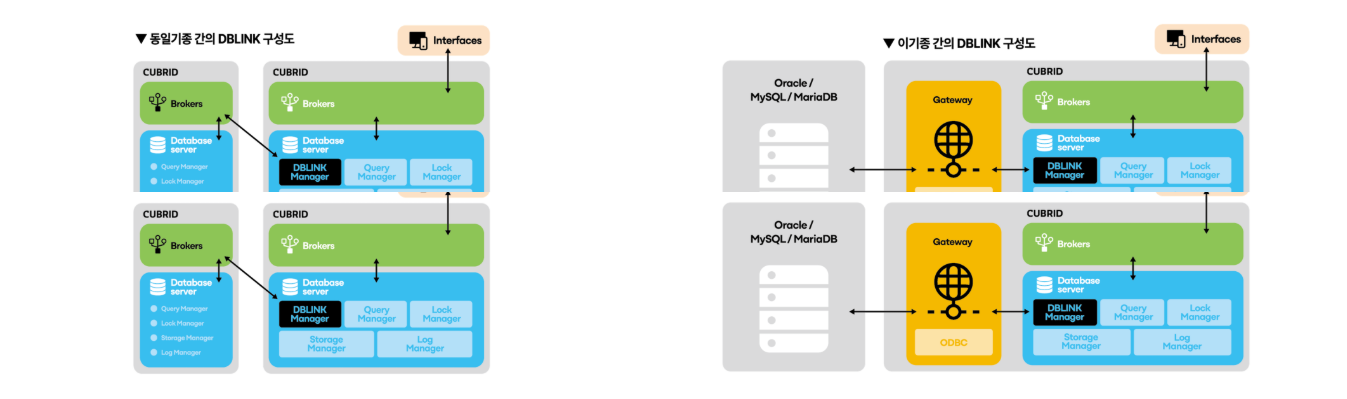 ▼ 동일기종 간의 DBLINK 구성도
Interfaces
CUBRID
Brokers
Database
server
Query Manager
Lock Manager
CUBRID
Brokers
Database
server
DBLINK
Manager
Query
Manager
Lock
Manager
CUBRID
Brokers
Database
server
Query Manager
Lock Manager
Storage Manager
Log Manager
CUBRID
Brokers
Database
server
DBLINK
Manager
Query
Manager
Lock
Manager
Storage
Manager
Log
Manager
▼ 이기종 간의 DBLINK 구성도
Interfaces
Oracle /
MySQL / MariaDB
Gateway
CUBRID
Brokers
Database
server
DBLINK
Manager
Query
Manager
Lock
Manager
Oracle /
MySQL / MariaDB
Gateway
ODBC
CUBRID
Brokers
Database
server
DBLINK
Manager
Query
Manager
Lock
Manager
Storage
Manager
Log
Manager